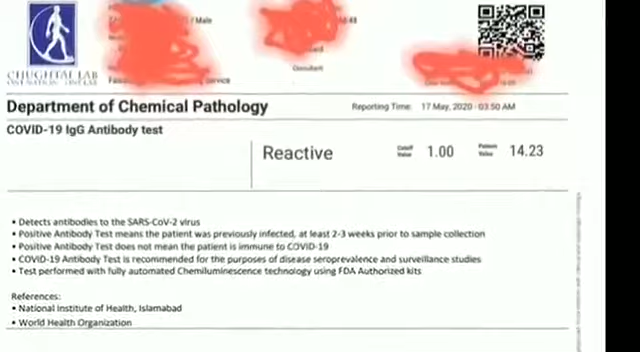 / Male
CHUGHTAI LAB
Consultant
Department of Chemical Pathology
Reporting Time: 17 May, 2020 - 03:50 AM
COVID-19 IgG Antibody test
Reactive
Cutoff Value 1.00
Patient Value 14.23
• Detects antibodies to the SARS-CoV-2 virus
• Positive Antibody Test means the patient was previously infected, at least 2-3 weeks prior to sample collection
• Positive Antibody Test does not mean the patient is immune to COVID-19
• COVID-19 Antibody Test is recommended for the purposes of disease seroprevalence and surveillance studies
• Test performed with fully automated Chemiluminescence technology using FDA Authorized kits
References:
• National Institute of Health, Islamabad
• World Health Organization